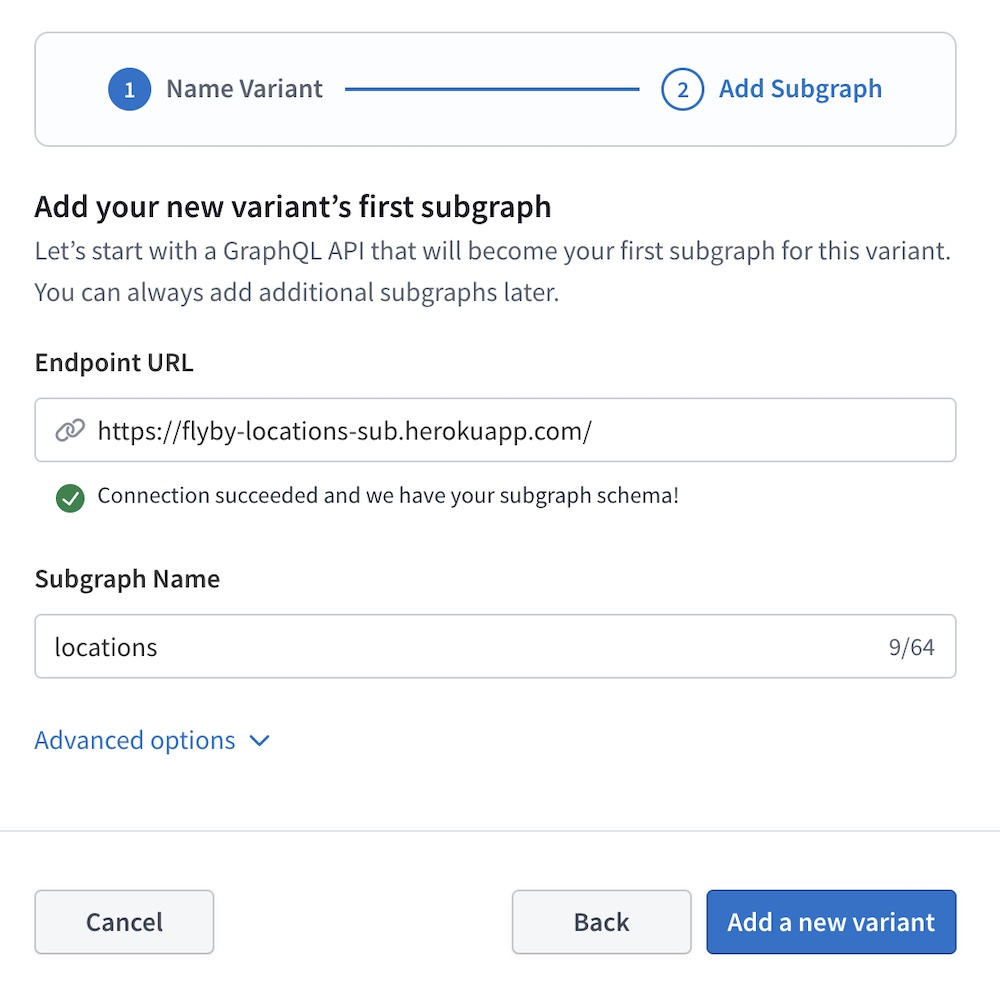 1 Name Variant 2 Add Subgraph
Add your new variant’s first subgraph
Let’s start with a GraphQL API that will become your first subgraph for this variant.
You can always add additional subgraphs later.
Endpoint URL
https://flyby-locations-sub.herokuapp.com/
Connection succeeded and we have your subgraph schema!
Subgraph Name
locations 9/64
Advanced options
Cancel Back Add a new variant